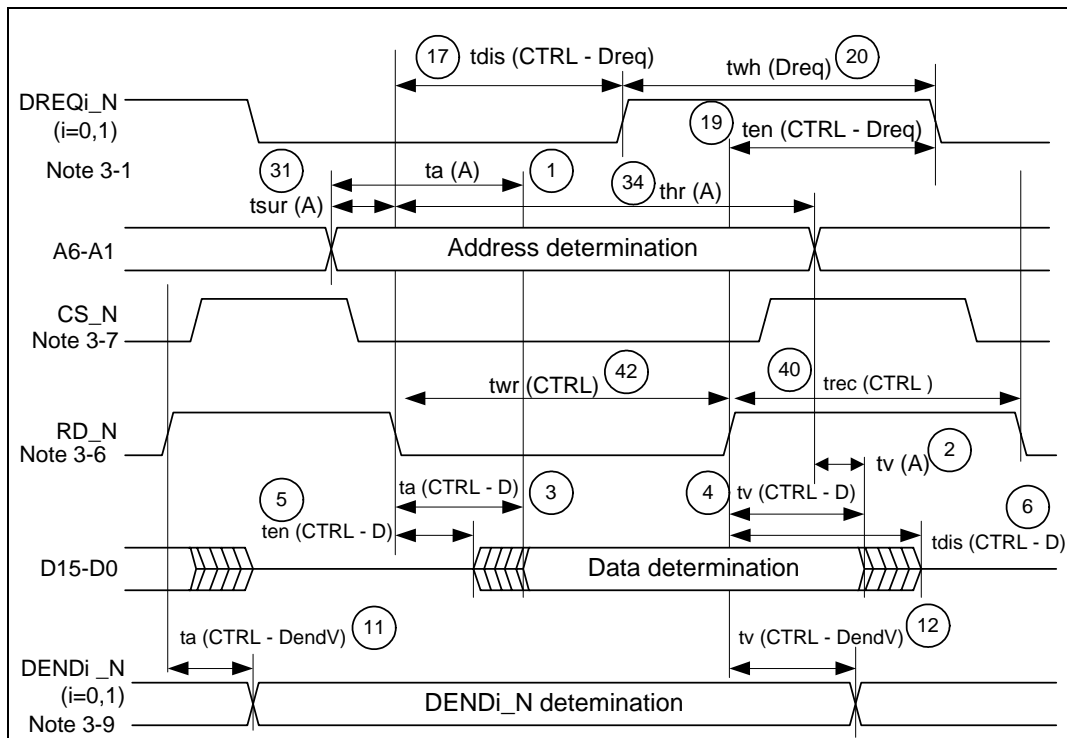 17 tdis (CTRL - Dreq)
twh (Dreq) 20
DREQi_N
(i=0,1)
19
ten (CTRL - Dreq)
Note 3-1
31
ta (A)
1
34
tsur (A)
thr (A)
A6-A1
Address determination
CS_N
Note 3-7
twr (CTRL)
42
40
trec (CTRL )
RD_N
Note 3-6
tv (A)
2
5
ta (CTRL - D)
3
4
tv (CTRL - D)
6
ten (CTRL - D)
tdis (CTRL - D)
D15-D0
Data determination
ta (CTRL - DendV)
11
tv (CTRL - DendV)
12
DENDi _N
(i=0,1)
DENDi_N detemination
Note 3-9